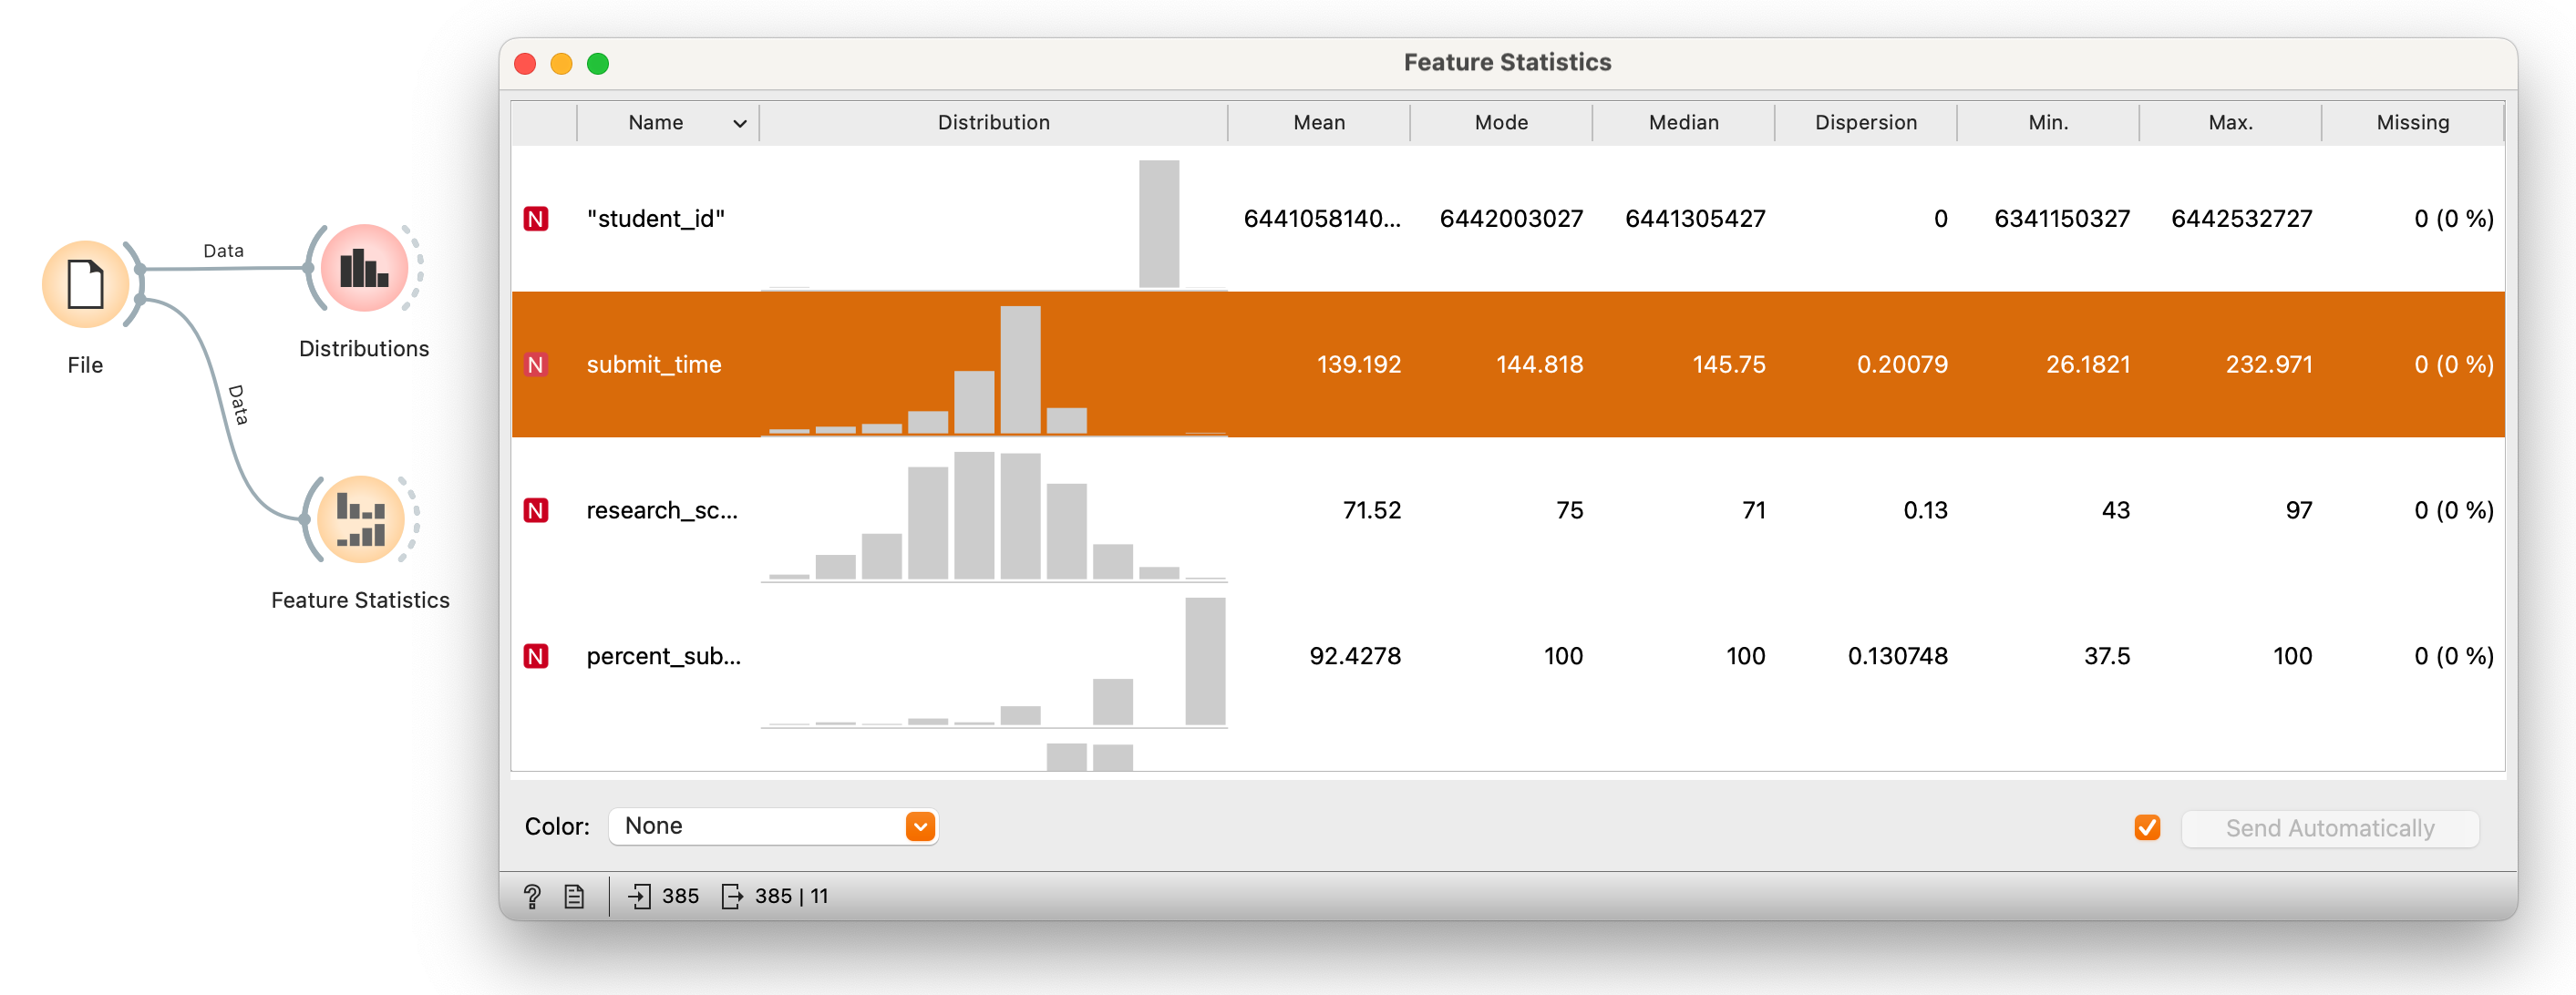 Feature Statistics
Name Distribution Mean Mode Median Dispersion Min. Max. Missing
N "student_id" 6441058140... 6442003027 6441305427 0 6341150327 6442532727 0 (0 %)
N submit_time 139.192 144.818 145.75 0.20079 26.1821 232.971 0 (0 %)
N research_sc... 71.52 75 71 0.13 43 97 0 (0 %)
N percent_sub... 92.4278 100 100 0.130748 37.5 100 0 (0 %)
Color: None Send Automatically
? 385 385 | 11
Data
File
Distributions
Data
Feature Statistics